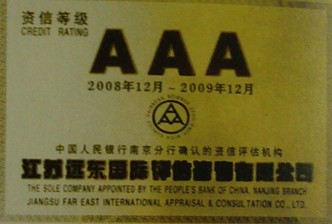 资信等级
CREDIT RATING
AAA
2008年12月～2009年12月
中国人民银行南京分行确认的资信评估机构
江苏远东国际评估咨询有限公司
THE SOLE COMPANY APPOINTED BY THE PEOPLE'S BANK OF CHINA, NANJING BRANCH
JIANGSU FAR EAST INTERNATIONAL APPRAISAL & CONSULTATION CO., LTD